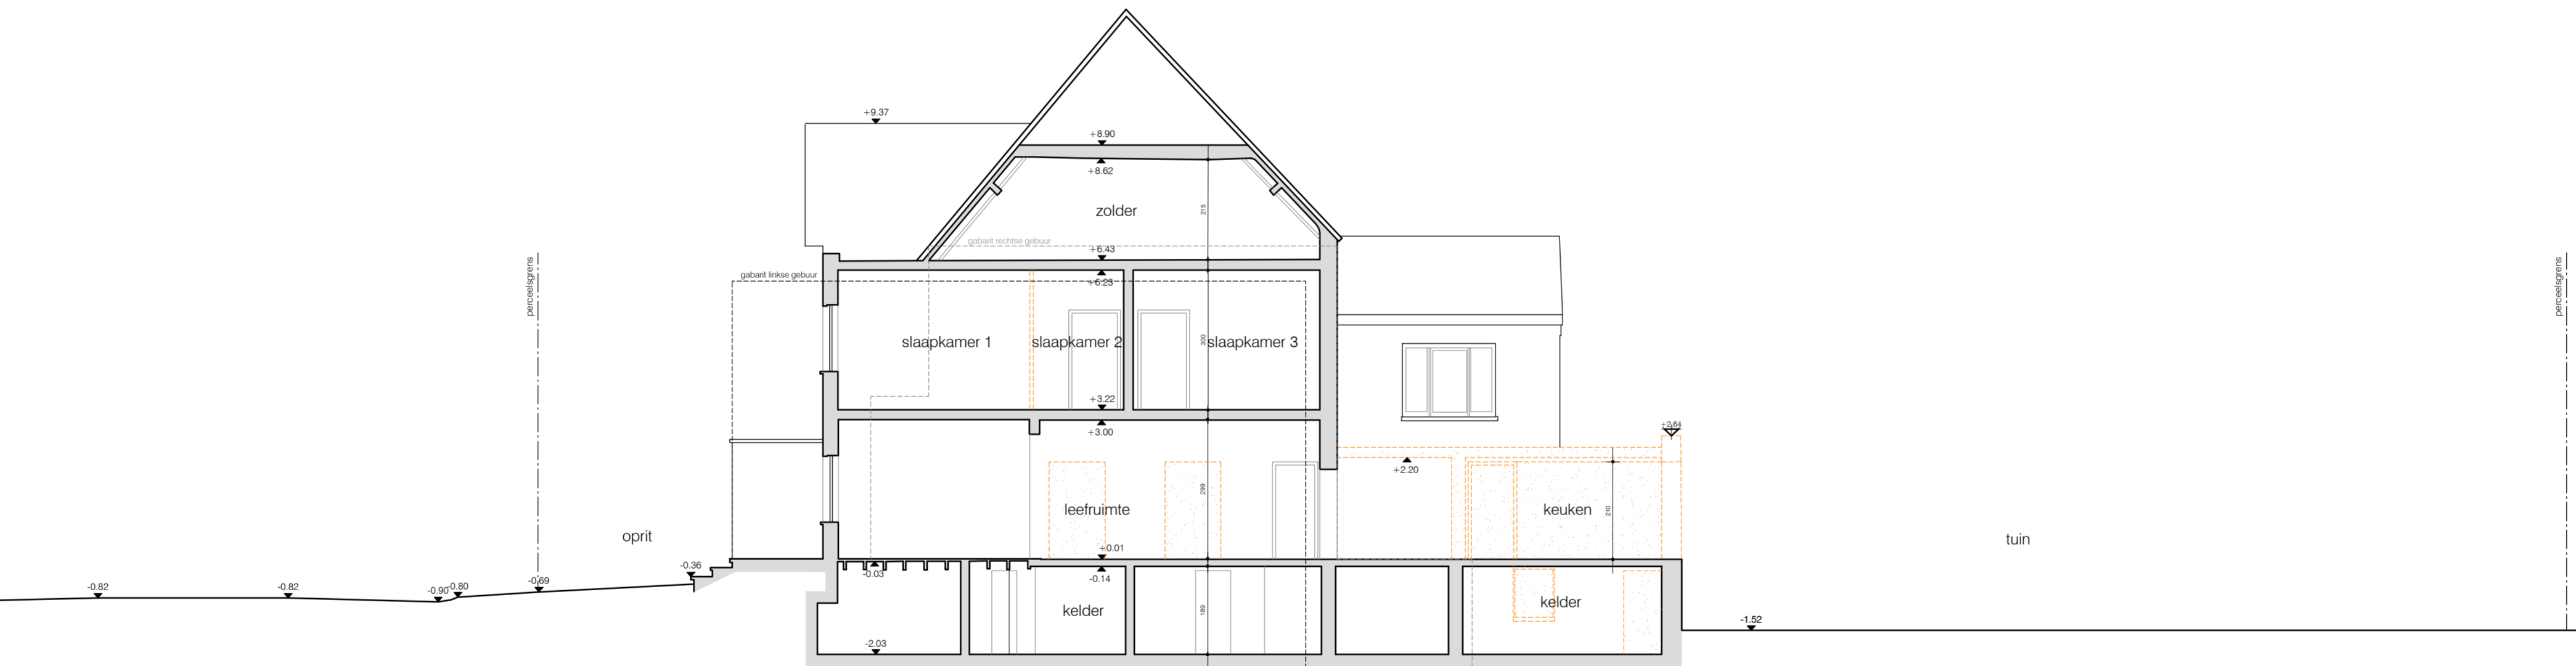 +9.37
+8.90
+8.62
zolder
215
gabarit rechtse gebuur
+6.43
perceelsgrens
gabarit linkse gebuur
+6.23
perceelsgrens
slaapkamer 1
slaapkamer 2
300
slaapkamer 3
+3.22
+3.00
+2.64
+2.20
299
leefruimte
keuken
210
oprit
tuin
+0.01
-0.36
-0.03
-0.14
-0.82
-0.82
-0.90
-0.80
-0.69
kelder
189
kelder
-1.52
-2.03